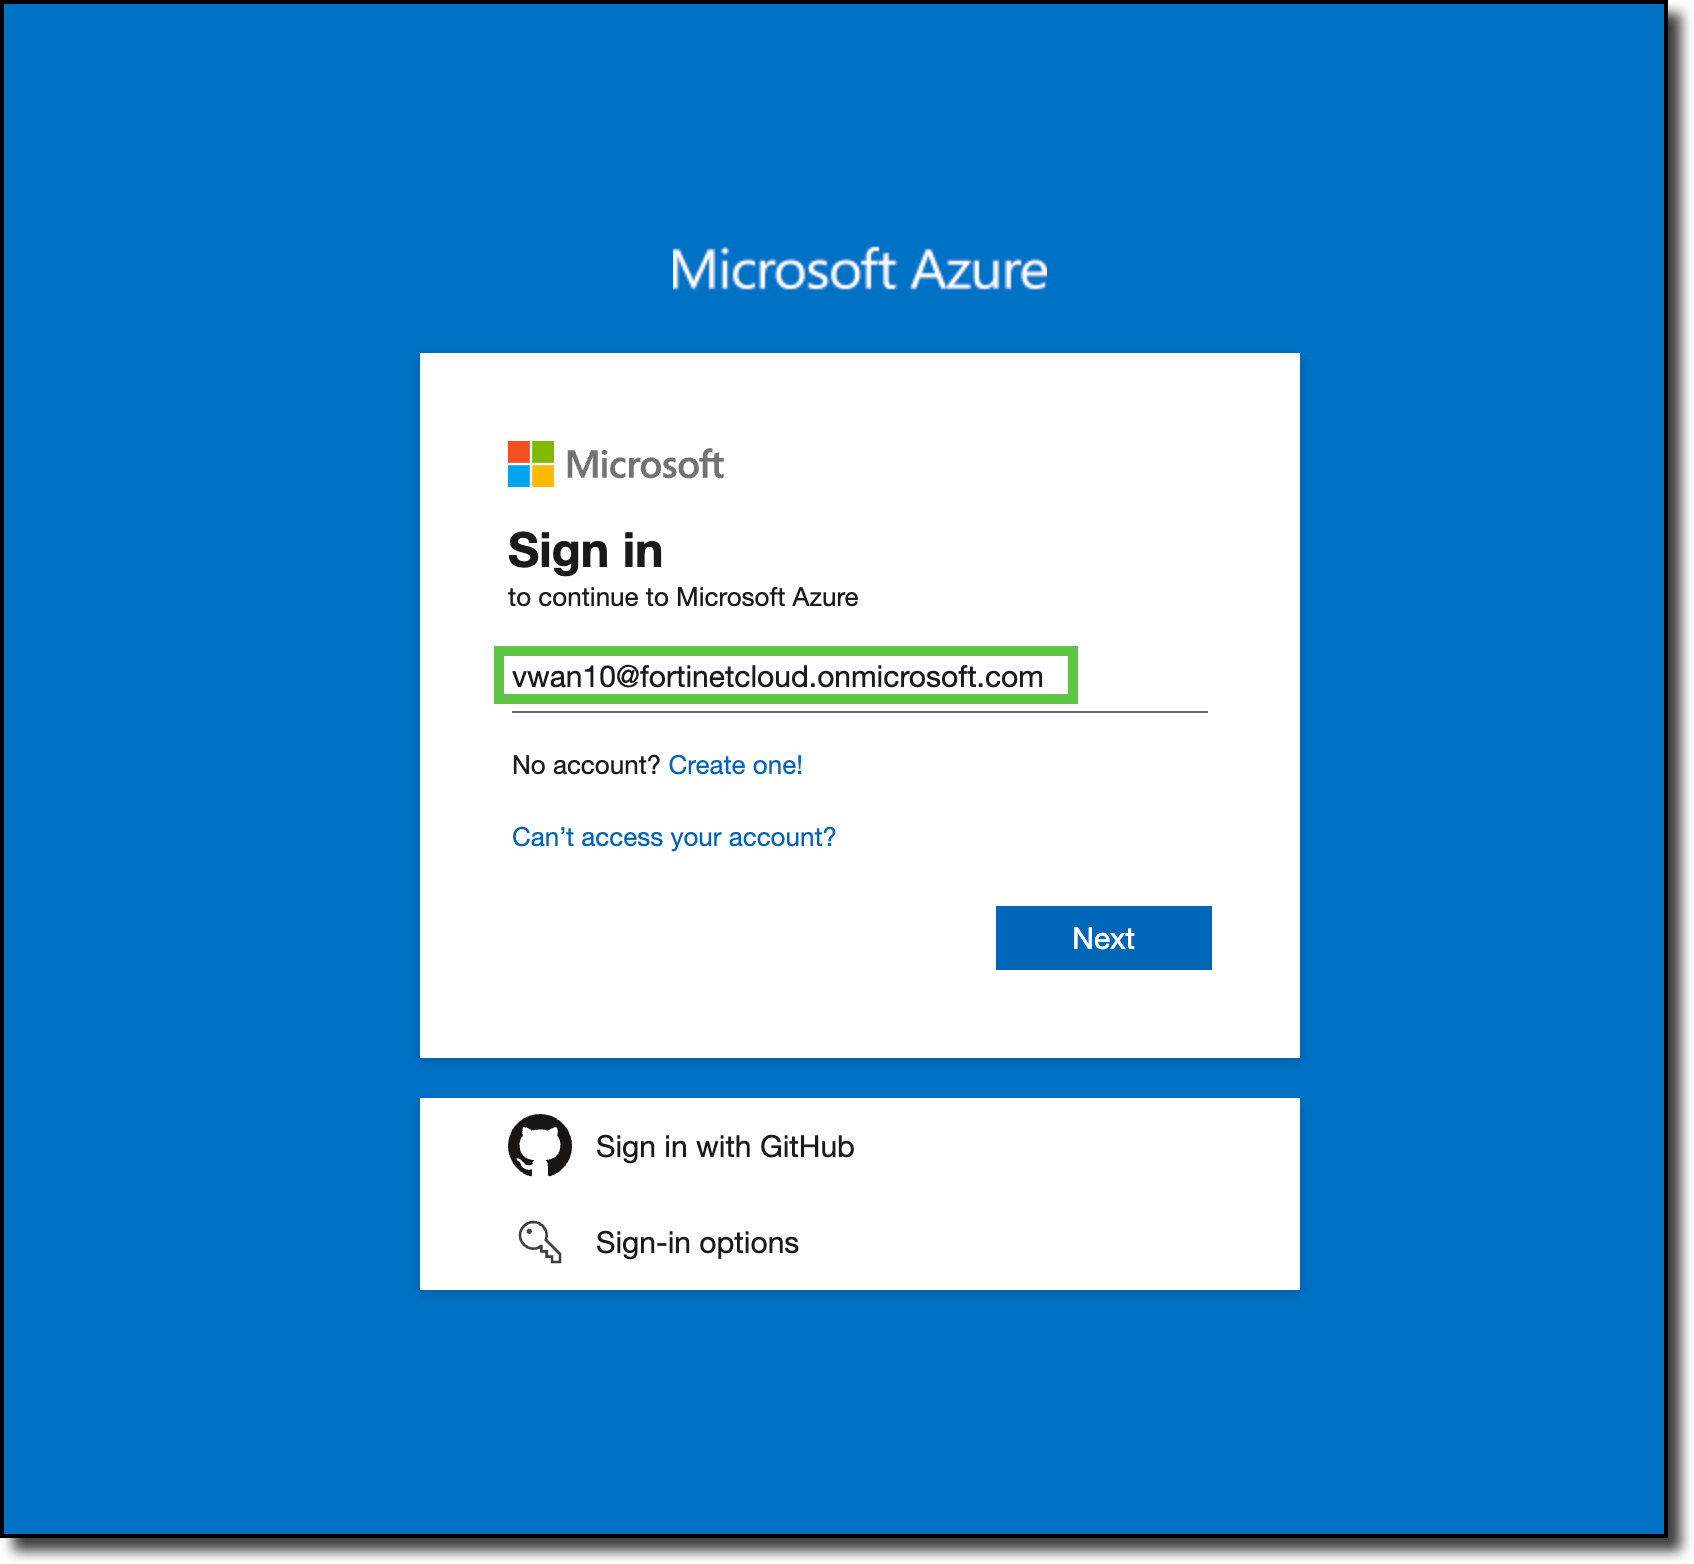 Microsoft Azure
Microsoft
Sign in
to continue to Microsoft Azure
vwan10@fortinetcloud.onmicrosoft.com
No account? Create one!
Can’t access your account?
Next
Sign in with GitHub
Sign-in options